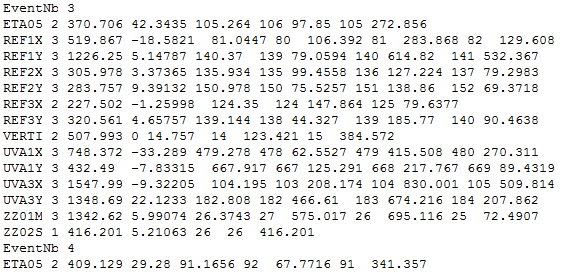 EventNb 3
ETA05 2 370.706 42.3435 105.264 106 97.85 105 272.856
REF1X 3 519.867 -18.5821 81.0447 80 106.392 81 283.868 82 129.608
REF1Y 3 1226.25 5.14787 140.37 139 79.0594 140 614.82 141 532.367
REF2X 3 305.978 3.37365 135.934 135 99.4558 136 127.224 137 79.2983
REF2Y 3 283.757 9.39132 150.978 150 75.5257 151 138.86 152 69.3718
REF3X 2 227.502 -1.25998 124.35 124 147.864 125 79.6377
REF3Y 3 320.561 4.65757 139.144 138 44.327 139 185.77 140 90.4638
VERTI 2 507.993 0 14.757 14 123.421 15 384.572
UVA1X 3 748.372 -33.289 479.278 478 62.5527 479 415.508 480 270.311
UVA1Y 3 432.49 -7.83315 667.917 667 125.291 668 217.767 669 89.4319
UVA3X 3 1547.99 -9.32205 104.195 103 208.174 104 830.001 105 509.814
UVA3Y 3 1348.69 22.1233 182.808 182 466.61 183 674.216 184 207.862
ZZ01M 3 1342.62 5.99074 26.3743 27 575.017 26 695.116 25 72.4907
ZZ02S 1 416.201 5.21063 26 26 416.201
EventNb 4
ETA05 2 409.129 29.28 91.1656 92 67.7716 91 341.357